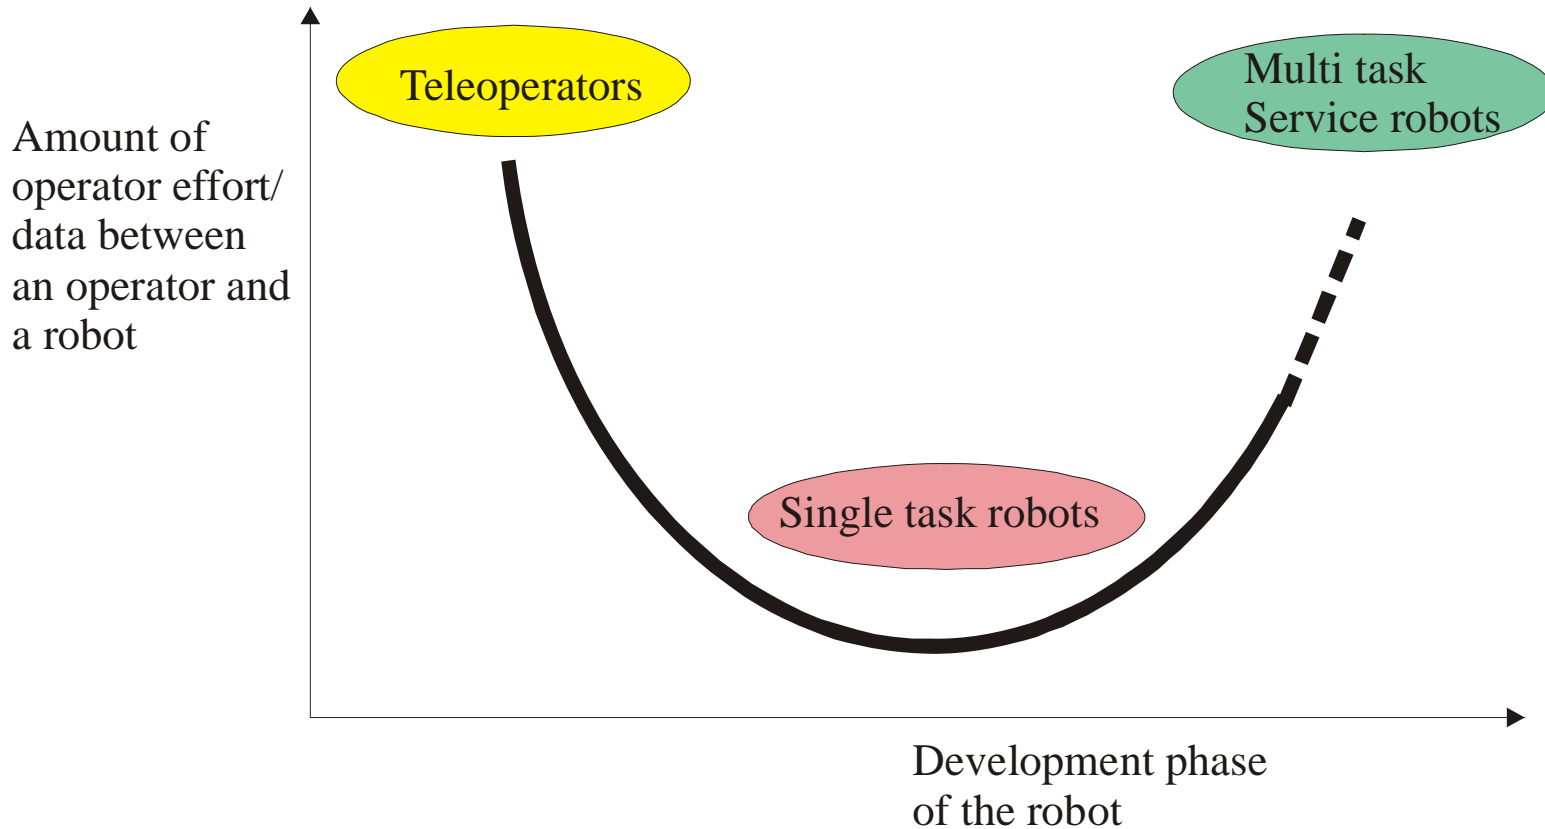 Teleoperators
Multi task
Service robots
Amount of
operator effort/
data between
an operator and
a robot
Single task robots
Development phase
of the robot